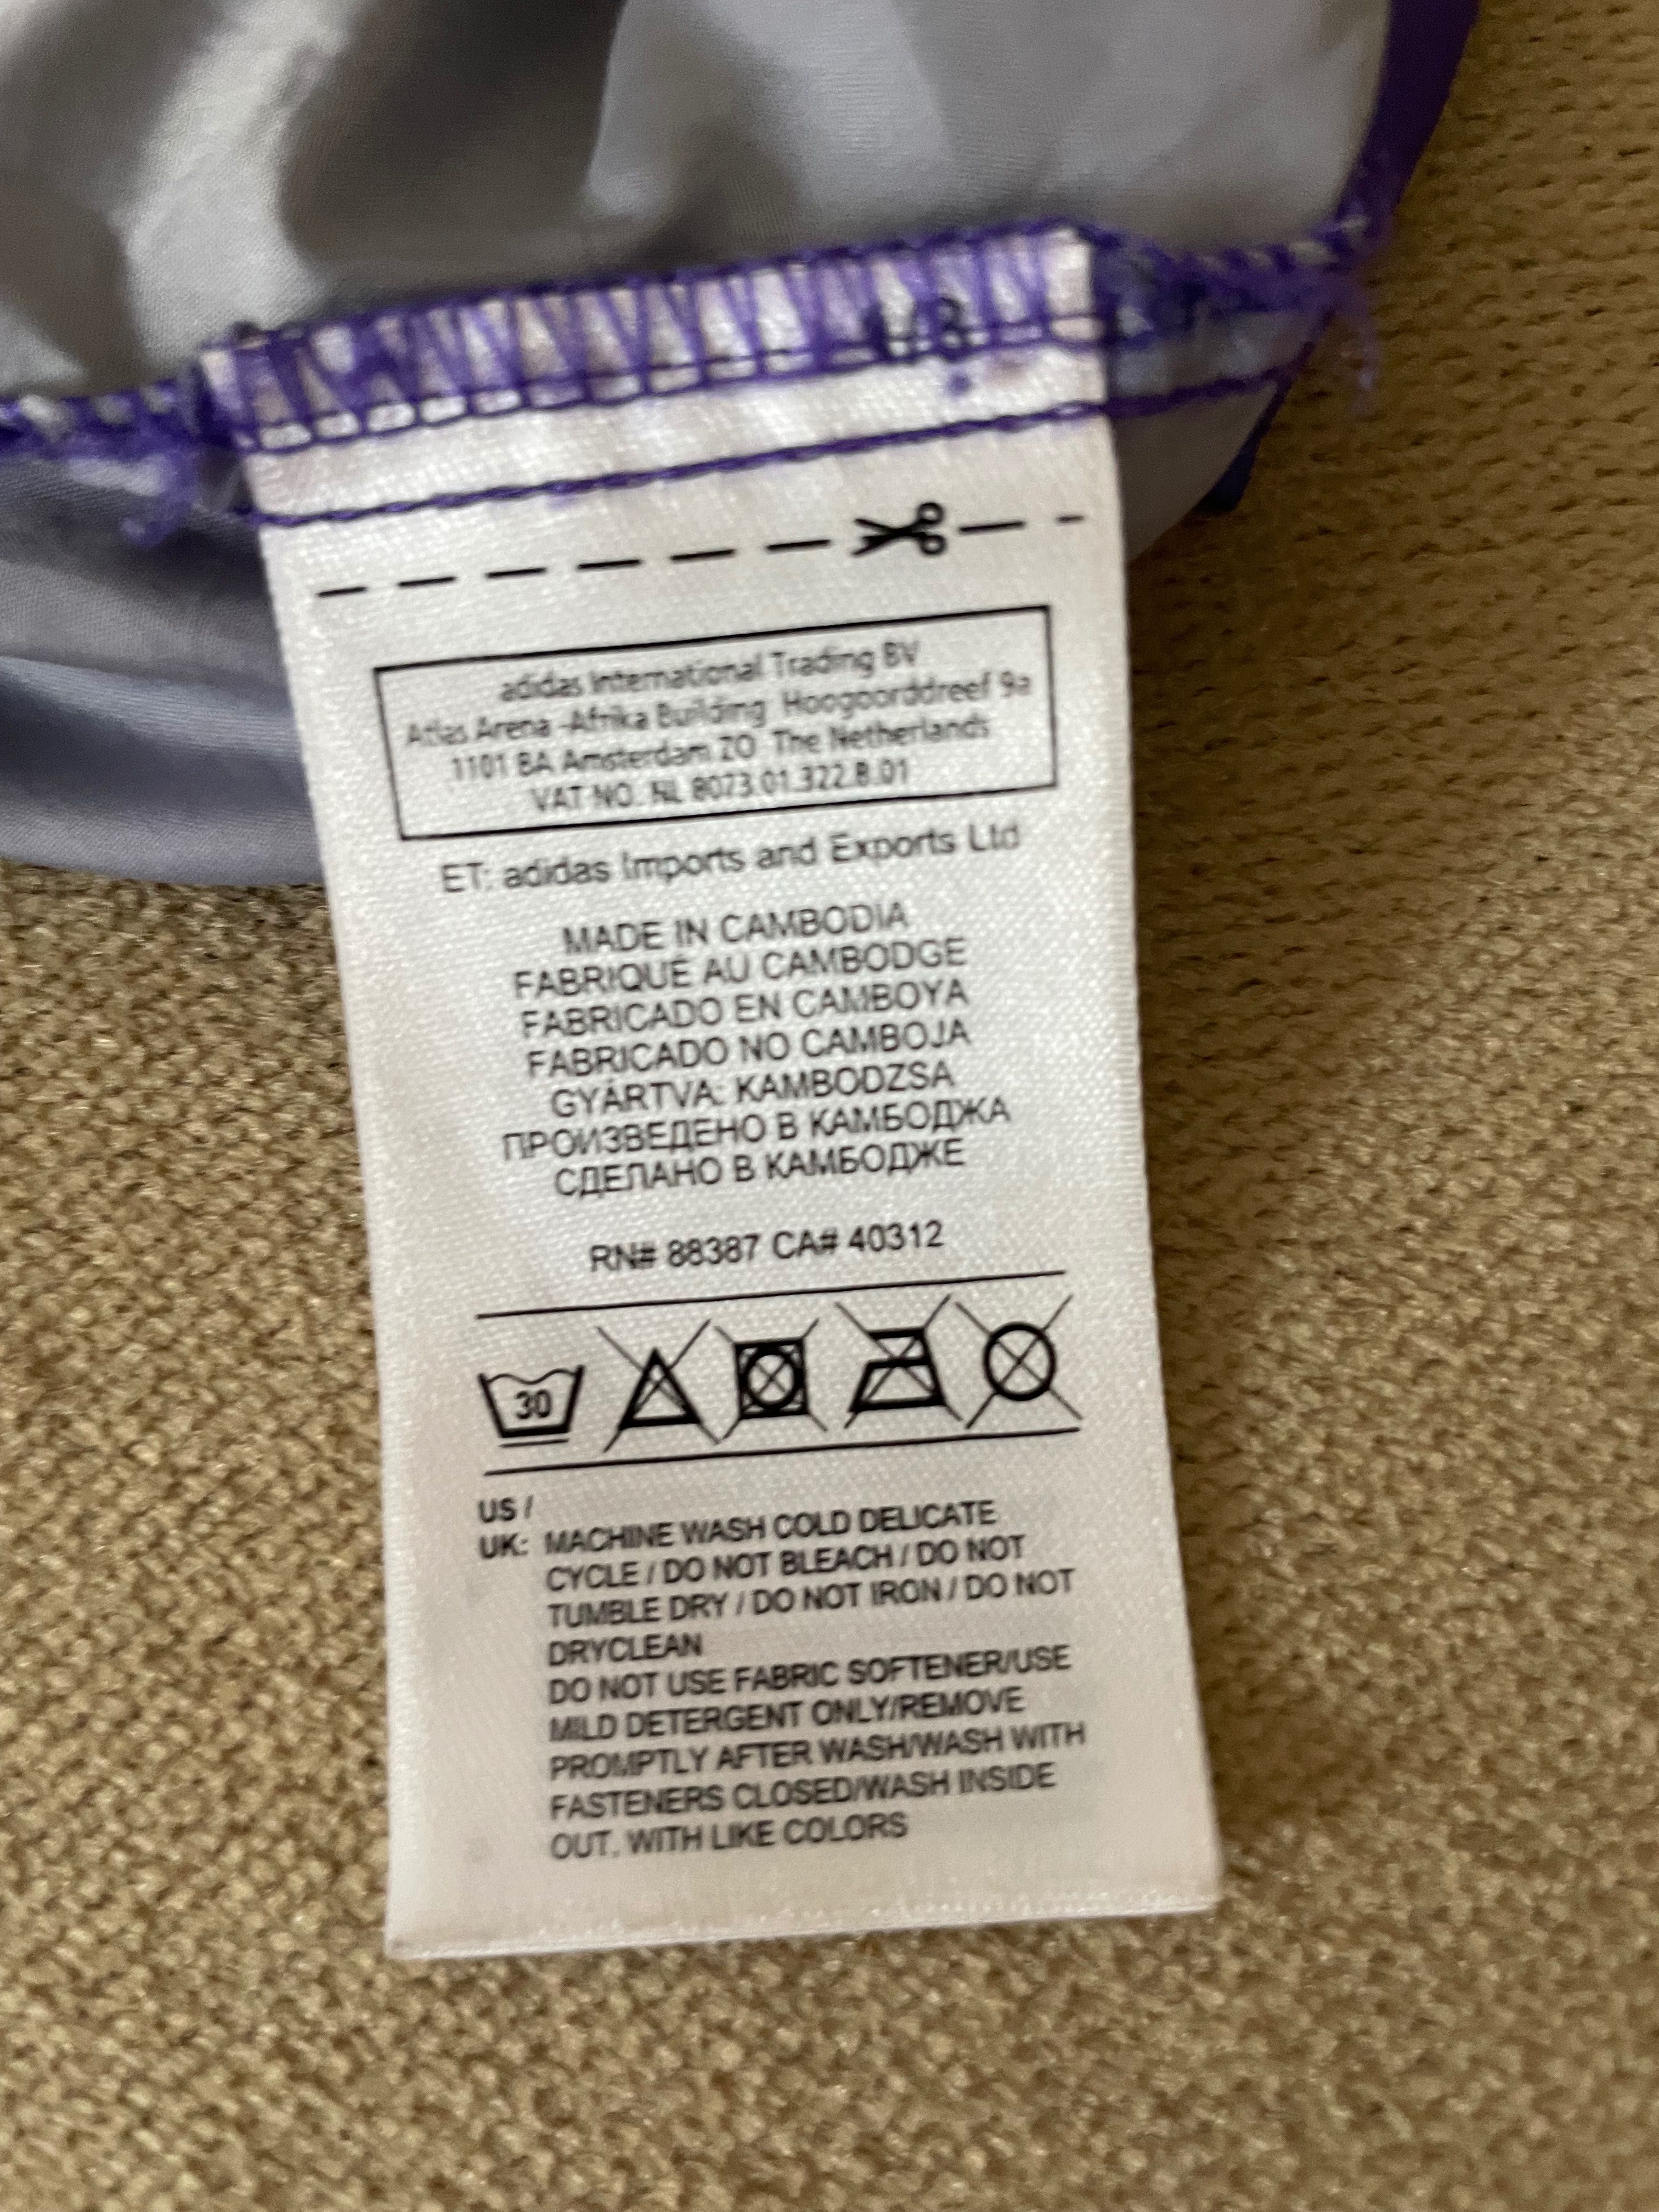 adidas International Trading BV
Atlas Arena -Afrika Building Hoogoorddreef 9a
1101 BA Amsterdam ZO The Netherlands
VAT NO. NL 8073.01.322.B.01
ET: adidas Imports and Exports Ltd
MADE IN CAMBODIA
FABRIQUÉ AU CAMBODGE
FABRICADO EN CAMBOYA
FABRICADO NO CAMBOJA
GYÁRTVA: KAMBODZSA
ПРОИЗВЕДЕНО В КАМБОДЖА
СДЕЛАНО В КАМБОДЖЕ
RN# 88387 CA# 40312
30
US /
UK: MACHINE WASH COLD DELICATE
CYCLE / DO NOT BLEACH / DO NOT
TUMBLE DRY / DO NOT IRON / DO NOT
DRYCLEAN
DO NOT USE FABRIC SOFTENER/USE
MILD DETERGENT ONLY/REMOVE
PROMPTLY AFTER WASH/WASH WITH
FASTENERS CLOSED/WASH INSIDE
OUT, WITH LIKE COLORS